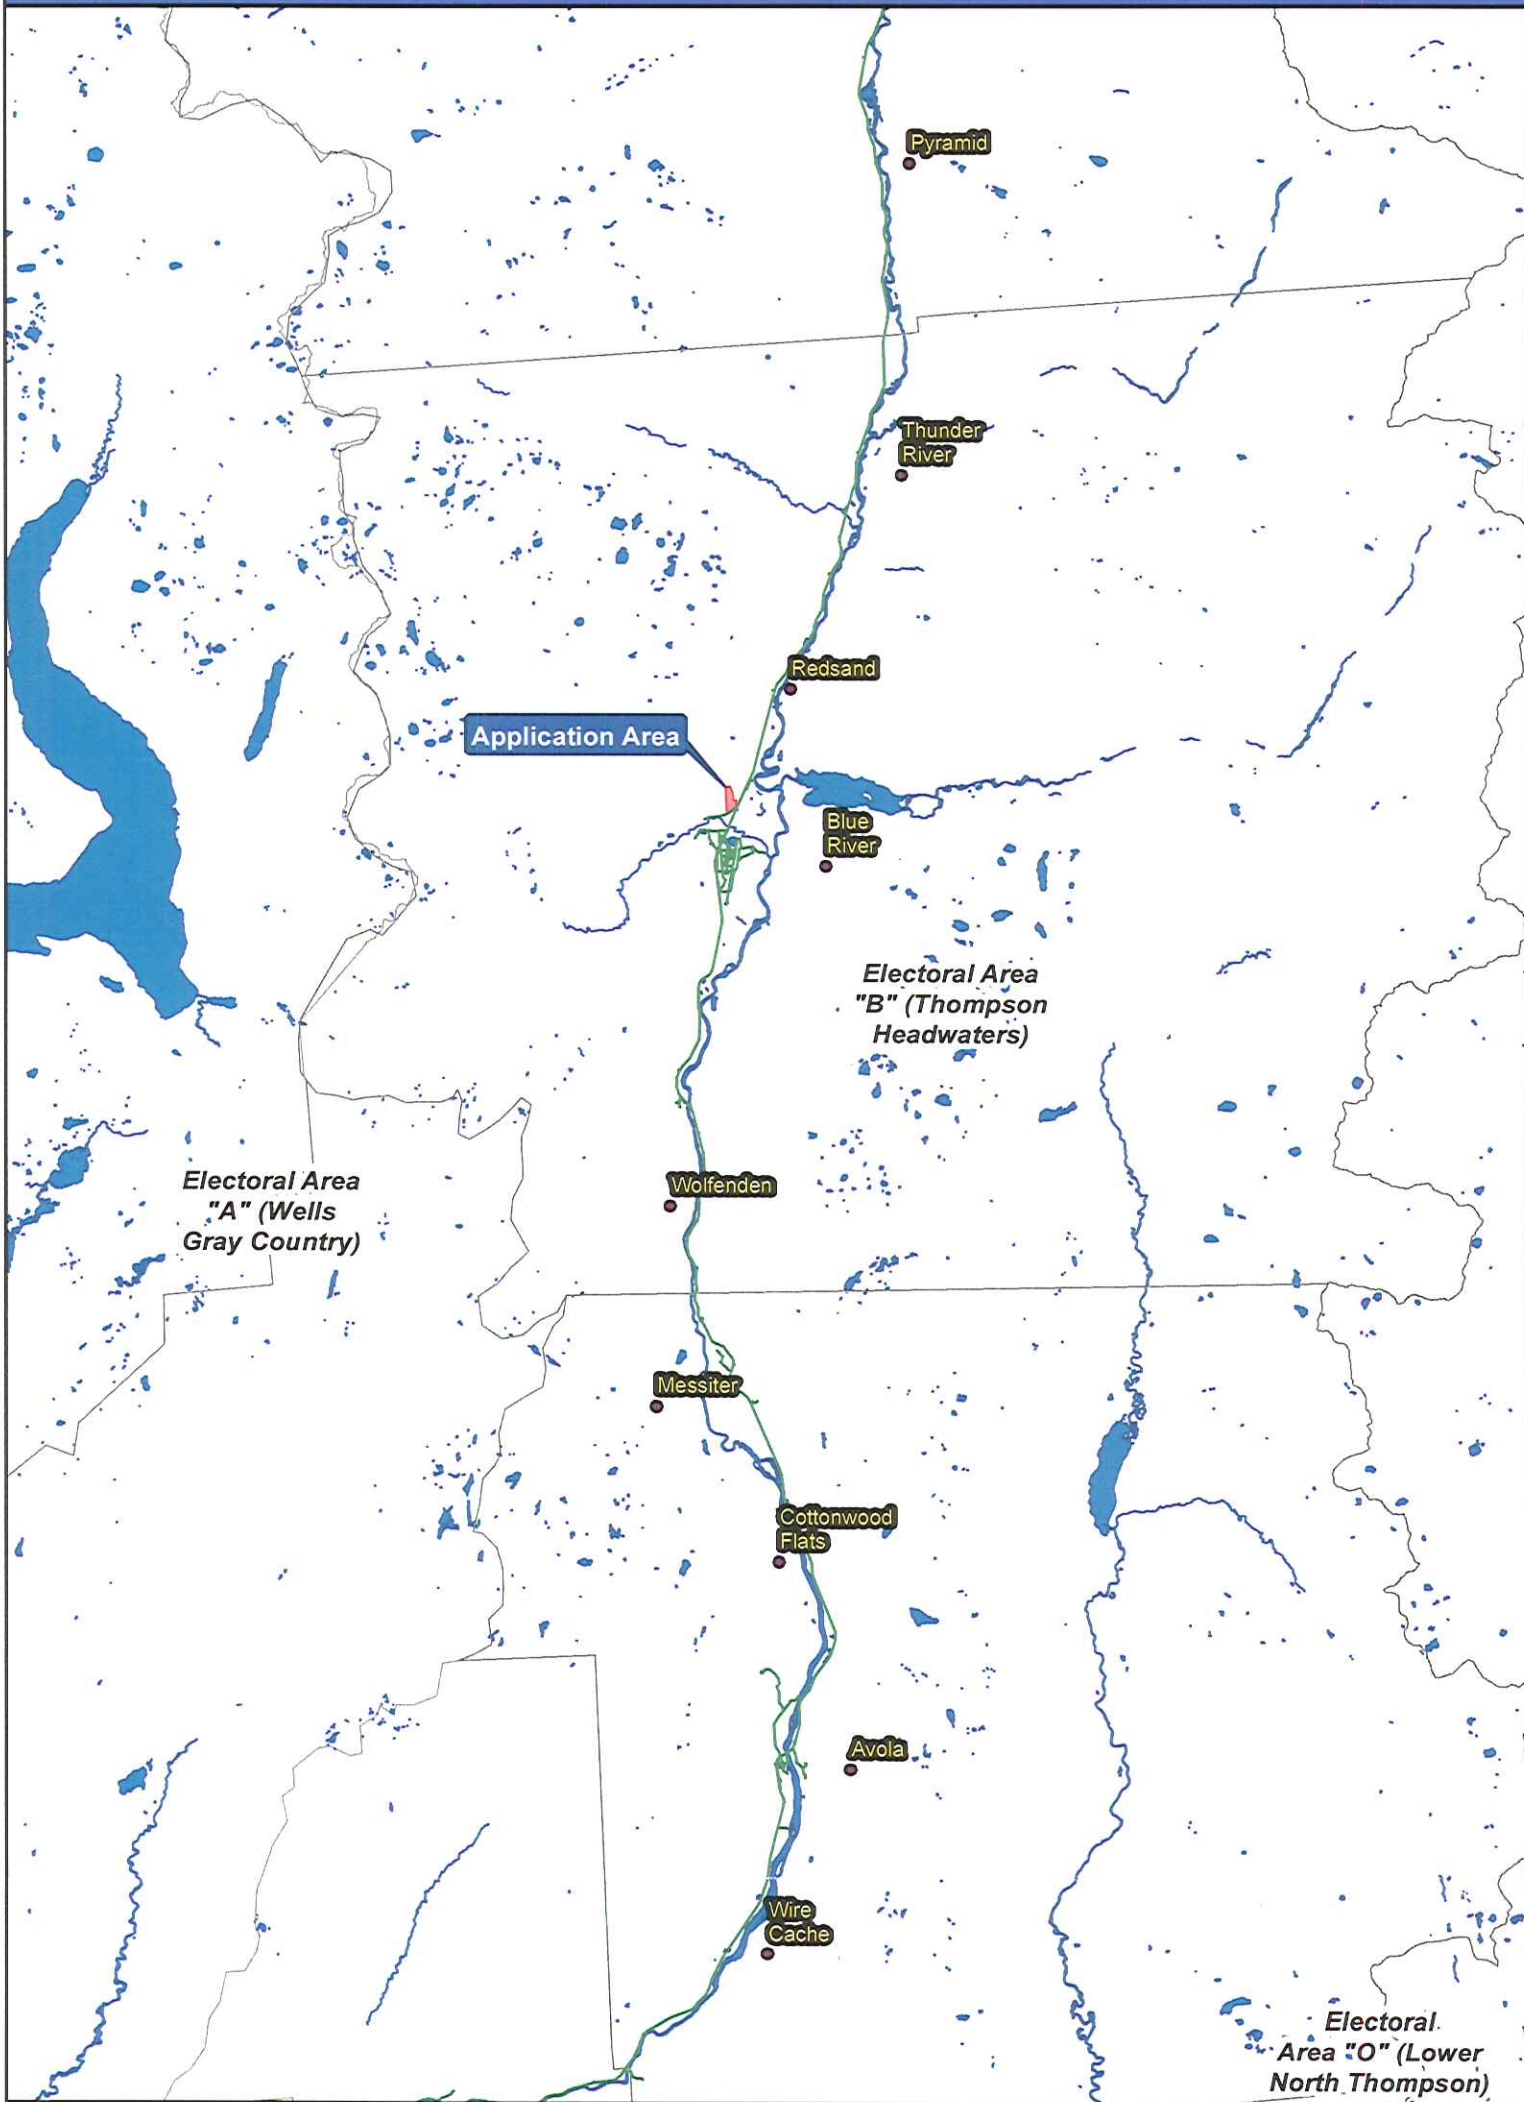 Pyramid
Thunder
River
Redsand
Application Area
Blue
River
Electoral Area
"B" (Thompson
Headwaters)
Electoral Area
"A" (Wells
Gray Country)
Wolfenden
Messiter
Cottonwood
Flats
Avola
Wire
Cache
Electoral
Area "O" (Lower
North Thompson)